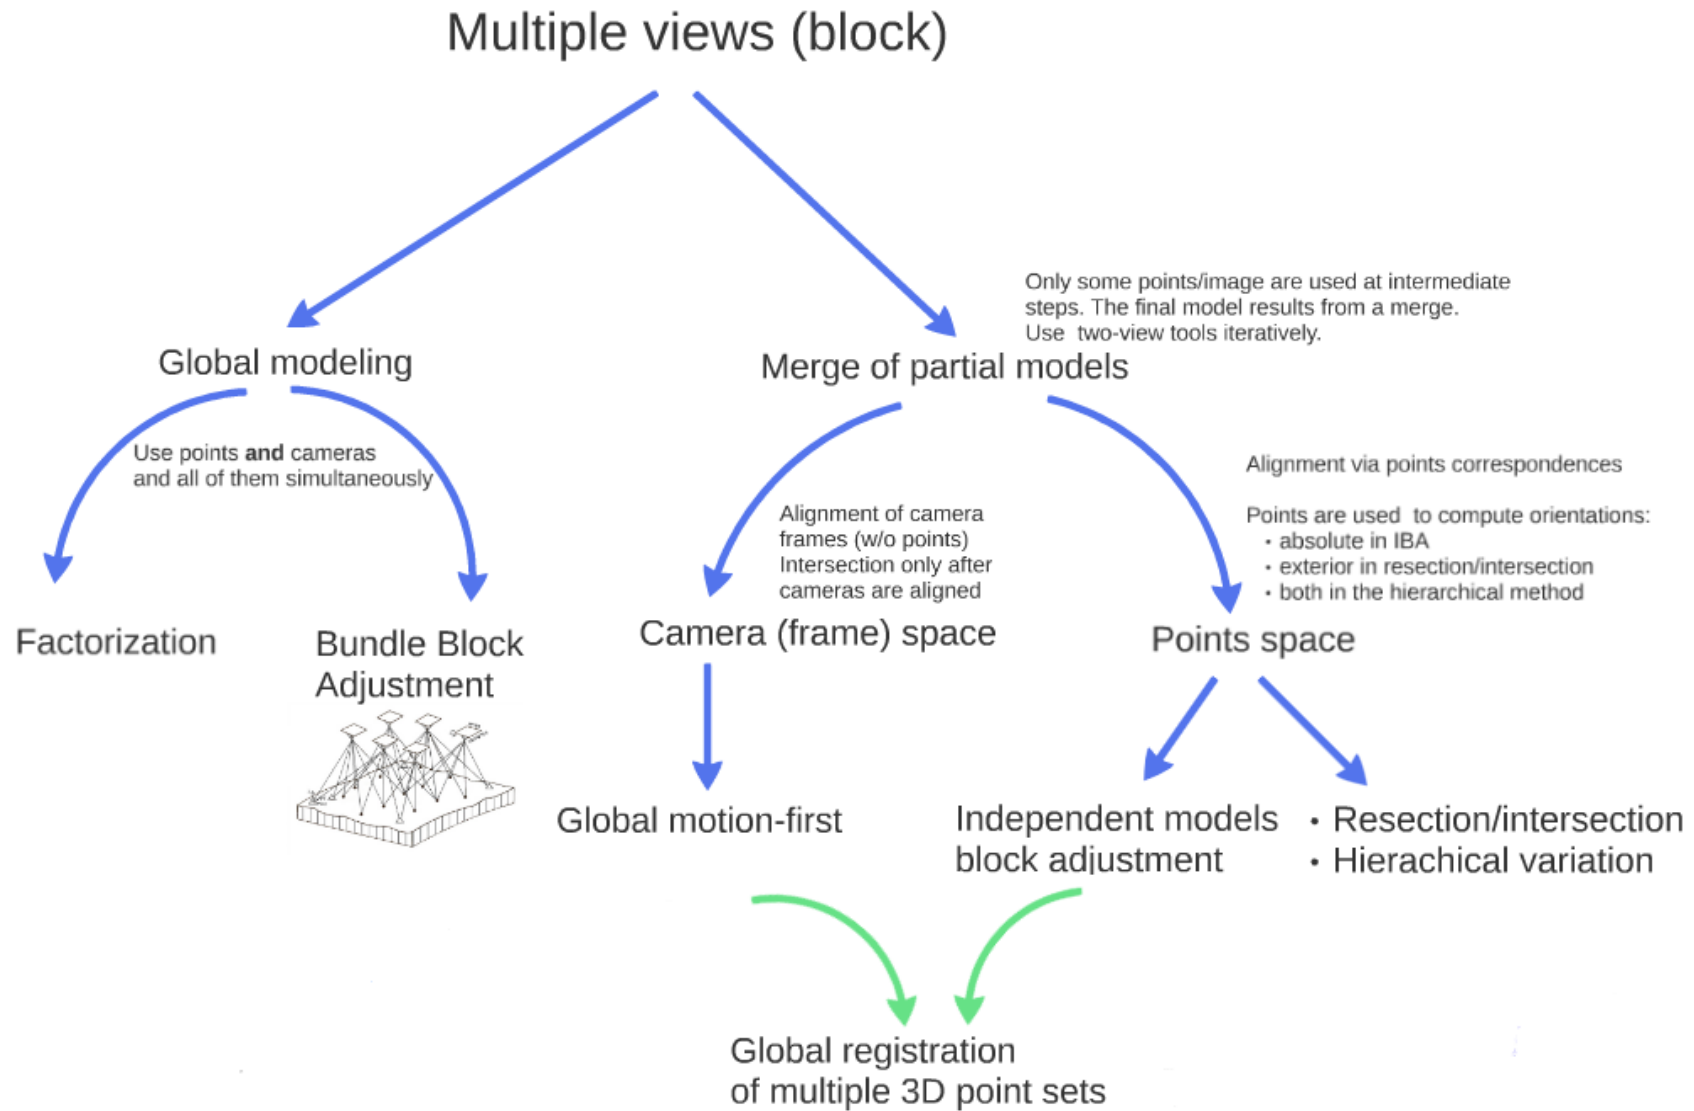 Multiple views (block)
Only some points/image are used at intermediate
steps. The final model results from a merge.
Use two-view tools iteratively.
Global modeling
Merge of partial models
Use points and cameras
and all of them simultaneously
Alignment via points correspondences
Alignment of camera
frames (w/o points)
Intersection only after
cameras are aligned
Points are used to compute orientations:
• absolute in IBA
• exterior in resection/intersection
• both in the hierarchical method
Factorization
Bundle Block
Adjustment
Camera (frame) space
Points space
Global motion-first
Independent models
block adjustment
• Resection/intersection
• Hierachical variation
Global registration
of multiple 3D point sets